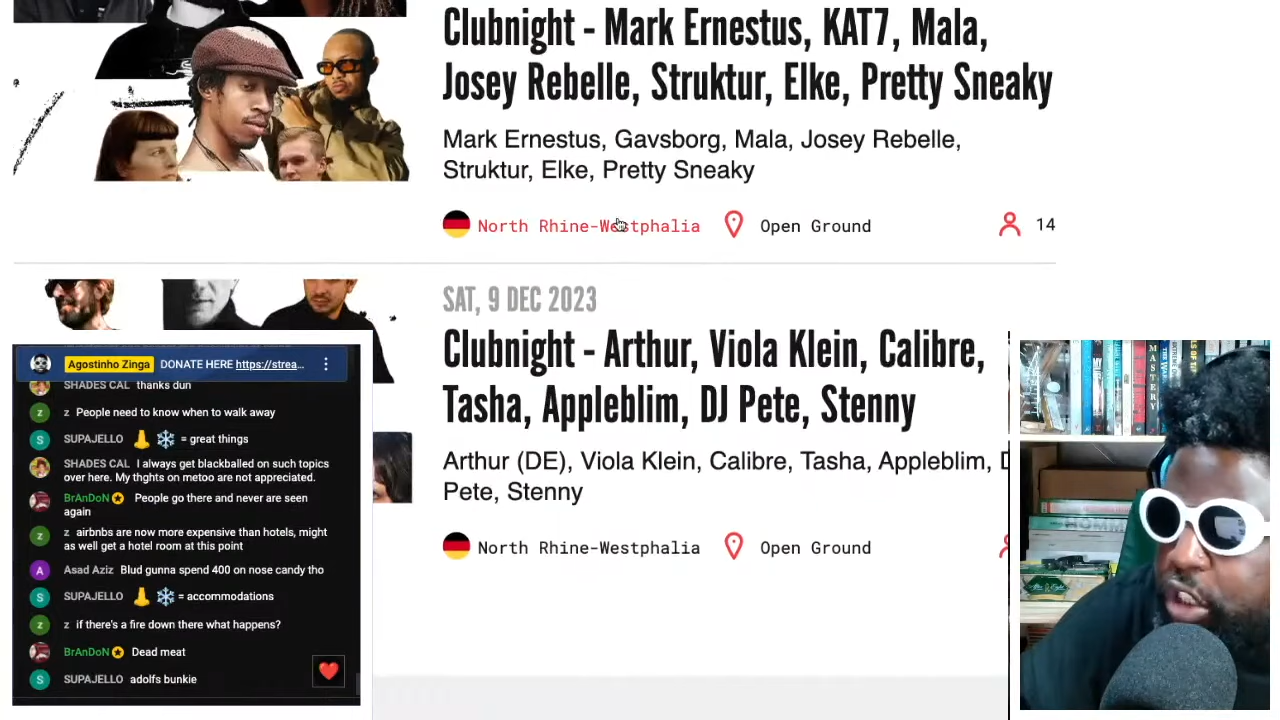 Clubnight - Mark Ernestus, KAT7, Mala,
Josey Rebelle, Struktur, Elke, Pretty Sneaky
Mark Ernestus, Gavsborg, Mala, Josey Rebelle,
Struktur, Elke, Pretty Sneaky
North Rhine-Westphalia Open Ground 14
SAT, 9 DEC 2023
Clubnight - Arthur, Viola Klein, Calibre,
Tasha, Appleblim, DJ Pete, Stenny
Arthur (DE), Viola Klein, Calibre, Tasha, Appleblim,
Pete, Stenny
North Rhine-Westphalia Open Ground
Agostinho Zinga DONATE HERE https://strea...
SHADES CAL thanks dun
z People need to know when to walk away
SUPAJELLO 👃 ❄️ = great things
SHADES CAL I always get blackballed on such topics
over here. My thghts on metoo are not appreciated.
BrAnDoN People go there and never are seen
again
z airbnbs are now more expensive than hotels, might
as well get a hotel room at this point
A Asad Aziz Blud gunna spend 400 on nose candy tho
S SUPAJELLO 👃 ❄️ = accommodations
z if there's a fire down there what happens?
BrAnDoN Dead meat
S SUPAJELLO adolfs bunkie
MASTERY